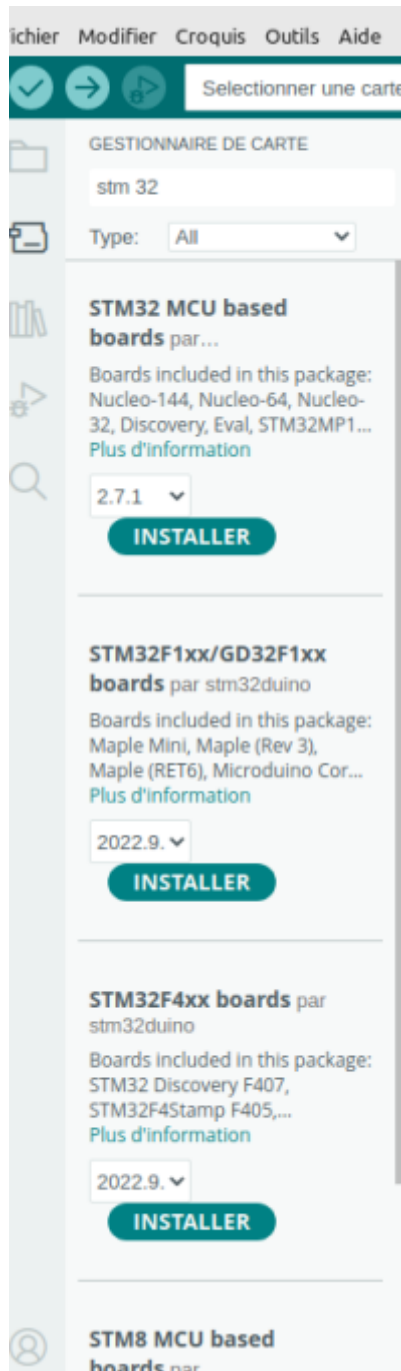 ichier Modifier Croquis Outils Aide
Selectionner une carte
GESTIONNAIRE DE CARTE
stm 32
Type: All
STM32 MCU based
boards par...
Boards included in this package:
Nucleo-144, Nucleo-64, Nucleo-
32, Discovery, Eval, STM32MP1...
Plus d'information
2.7.1
INSTALLER
STM32F1xx/GD32F1xx
boards par stm32duino
Boards included in this package:
Maple Mini, Maple (Rev 3),
Maple (RET6), Microduino Cor...
Plus d'information
2022.9.
INSTALLER
STM32F4xx boards par
stm32duino
Boards included in this package:
STM32 Discovery F407,
STM32F4Stamp F405,...
Plus d'information
2022.9.
INSTALLER
STM8 MCU based
boards par